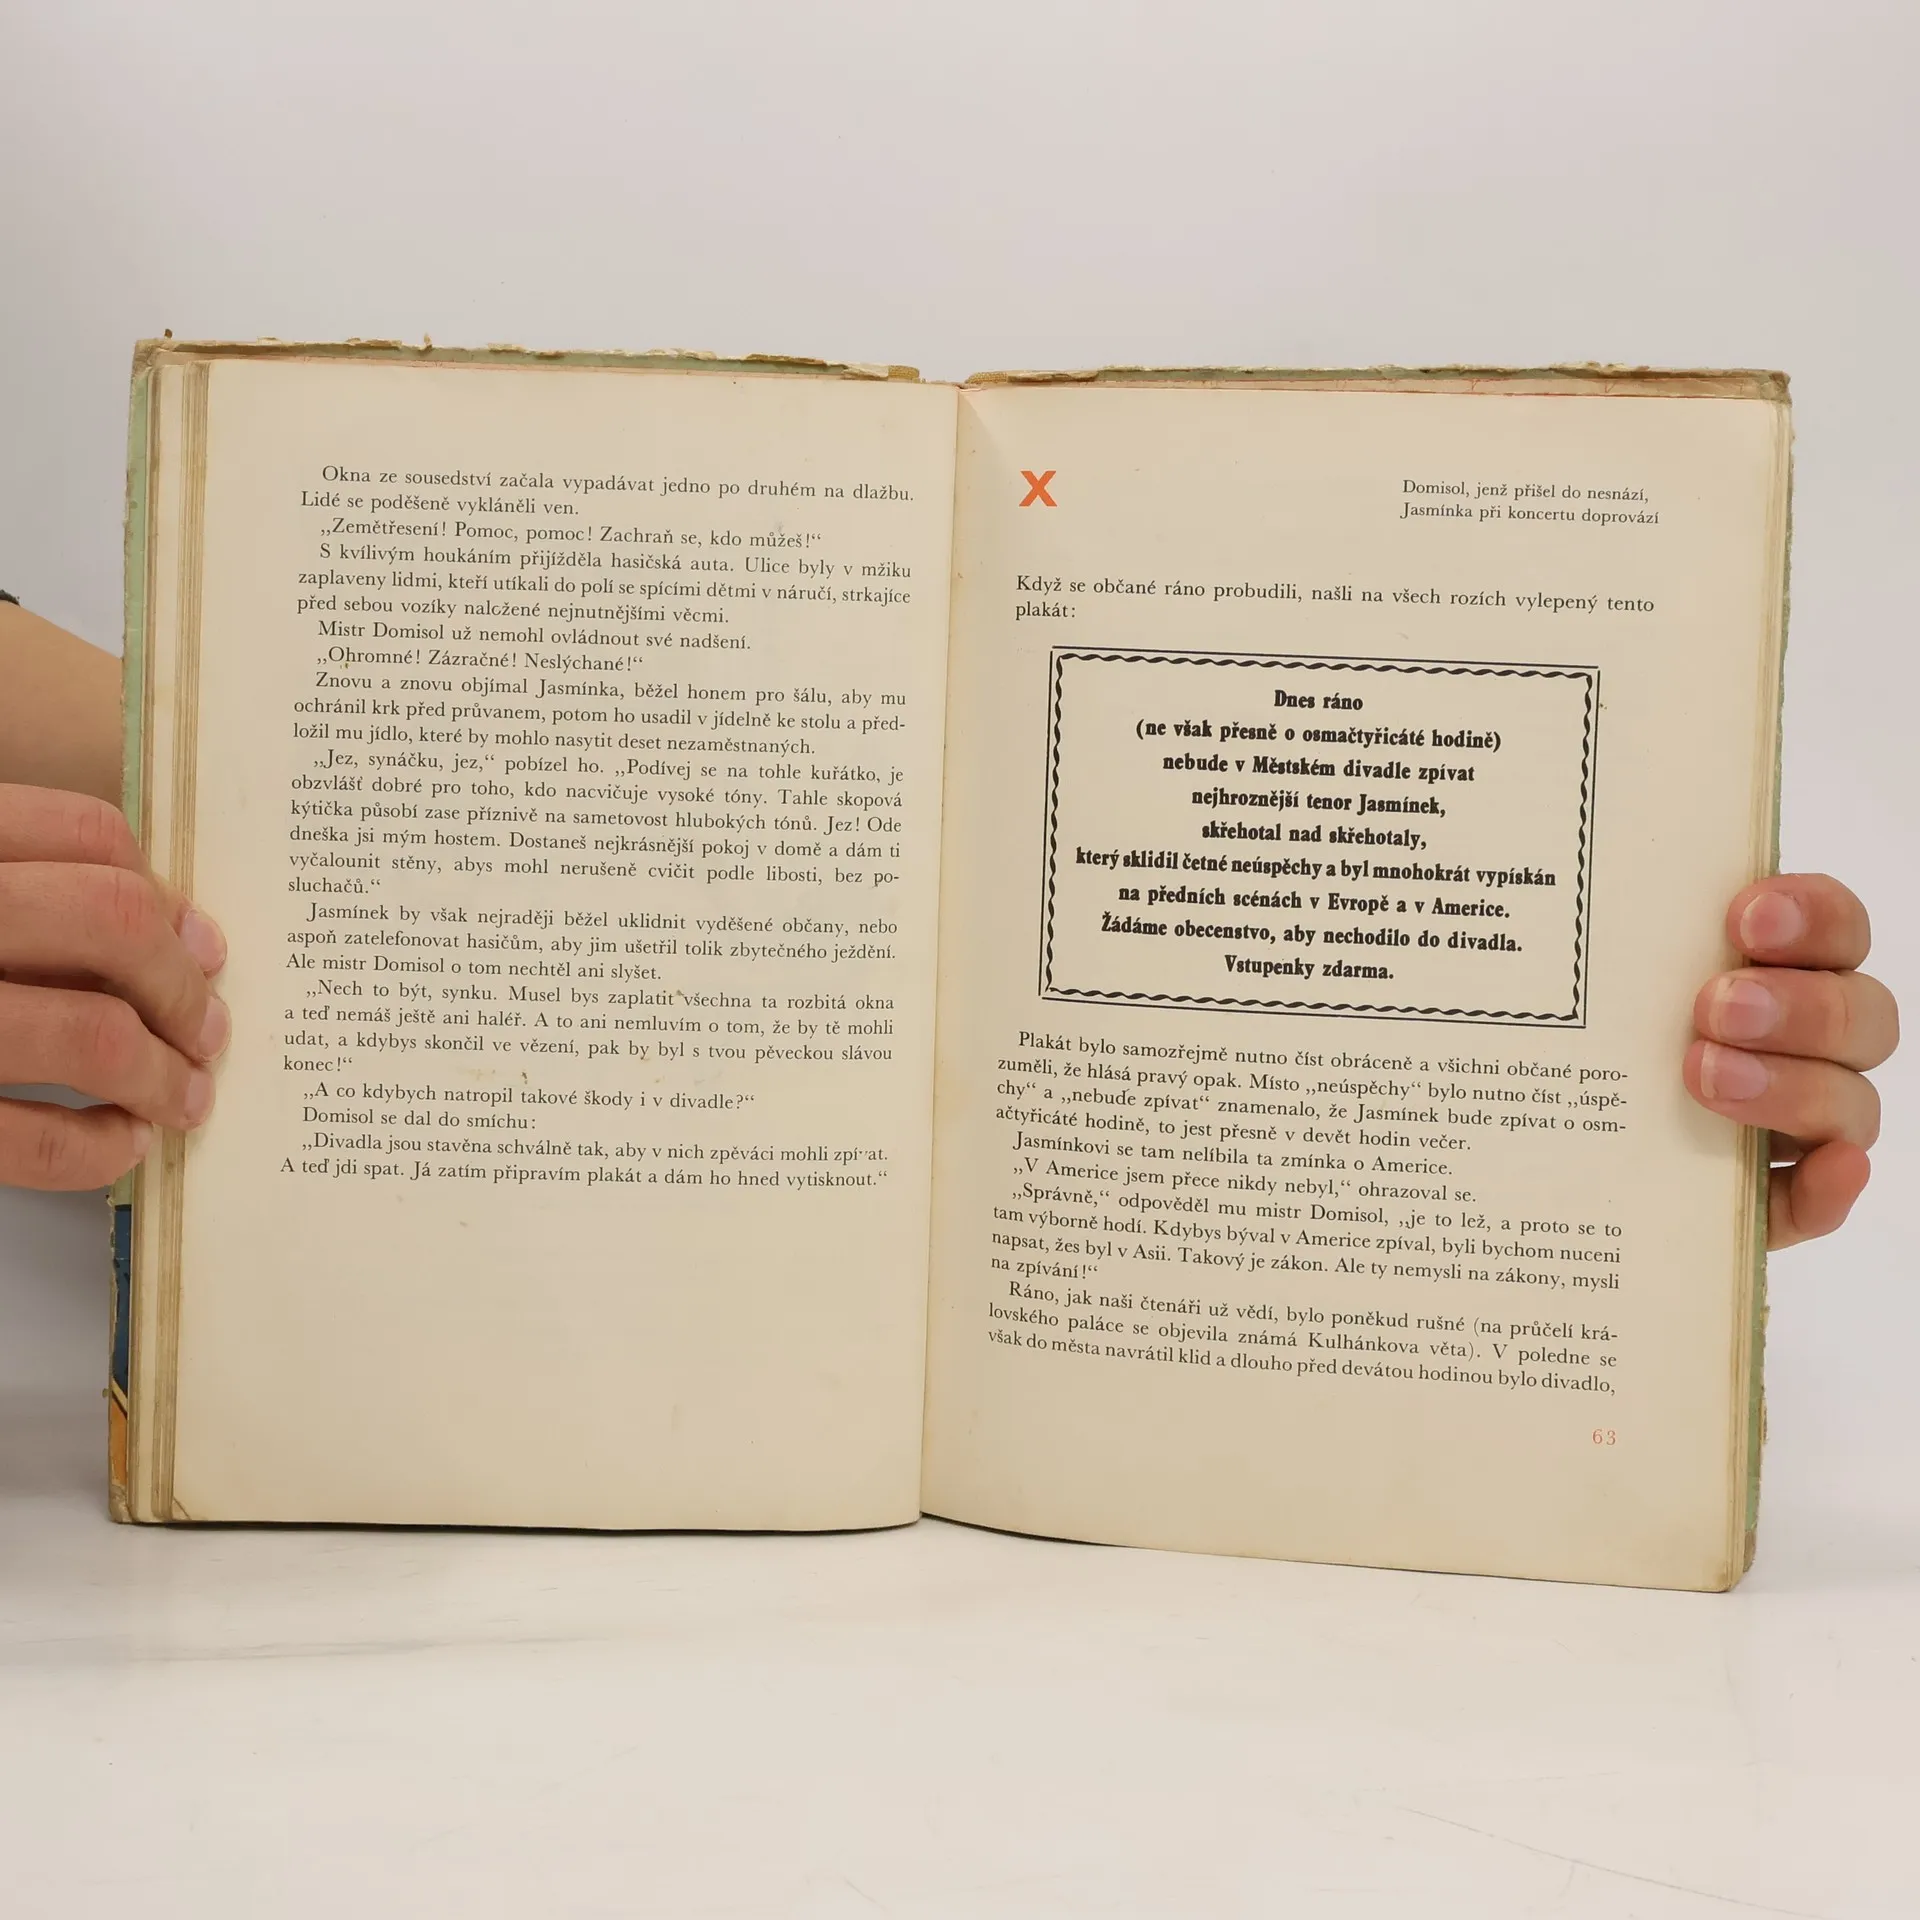 Okna ze sousedství začala vypadávat jedno po druhém na dlažbu.
Lidé se poděšeně vykláněli ven.
„Zemětřesení! Pomoc, pomoc! Zachraň se, kdo můžeš!“
S kvílivým houkáním přijížděla hasičská auta. Ulice byly v mžiku
zaplaveny lidmi, kteří utíkali do polí se spícími dětmi v náručí, strkajíce
před sebou vozíky naložené nejnutnějšími věcmi.
Mistr Domisol už nemohl ovládnout své nadšení.
„Ohromné! Zázračné! Neslýchané!“
Znovu a znovu objímal Jasmínka, běžel honem pro šálu, aby mu
ochránil krk před průvanem, potom ho usadil v jídelně ke stolu a před-
ložil mu jídlo, které by mohlo nasytit deset nezaměstnaných.
„Jez, synáčku, jez,“ pobízel ho. „Podívej se na tohle kuřátko, je
obzvlášť dobré pro toho, kdo nacvičuje vysoké tóny. Tahle skopová
kýtička působí zase příznivě na sametovost hlubokých tónů. Jez! Ode
dneška jsi mým hostem. Dostaneš nejkrásnější pokoj v domě a dám ti
vyčalounit stěny, abys mohl nerušeně cvičit podle libosti, bez po-
sluchačů.“
Jasmínek by však nejraději běžel uklidnit vyděšené občany, nebo
aspoň zatelefonovat hasičům, aby jim ušetřil tolik zbytečného ježdění.
Ale mistr Domisol o tom nechtěl ani slyšet.
„Nech to být, synku. Musel bys zaplatit všechna ta rozbitá okna
a teď nemáš ještě ani haléř. A to ani nemluvím o tom, že by tě mohli
udat, a kdybys skončil ve vězení, pak by byl s tvou pěveckou slávou
konec!“
„A co kdybych natropil takové škody i v divadle?“
Domisol se dal do smíchu:
„Divadla jsou stavěna schválně tak, aby v nich zpěváci mohli zpívat.
A teď jdi spat. Já zatím připravím plakát a dám ho hned vytisknout.“
X
Domisol, jenž přišel do nesnází,
Jasmínka při koncertu doprovází
Když se občané ráno probudili, našli na všech rozích vylepený tento
plakát:
Dnes ráno
(ne však přesně o osmačtyřicáté hodině)
nebude v Městském divadle zpívat
nejhroznější tenor Jasmínek,
skřehotal nad skřehotaly,
který sklidil četné neúspěchy a byl mnohokrát vypískán
na předních scénách v Evropě a v Americe.
Žádáme obecenstvo, aby nechodilo do divadla.
Vstupenky zdarma.
Plakát bylo samozřejmě nutno číst obráceně a všichni občané poro-
zuměli, že hlásá pravý opak. Místo „neúspěchy“ bylo nutno číst „úspě-
chy“ a „nebude zpívat“ znamenalo, že Jasmínek bude zpívat o osm-
ačtyřicáté hodině, to jest přesně v devět hodin večer.
Jasmínkovi se tam nelíbila ta zmínka o Americe.
„V Americe jsem přece nikdy nebyl,“ ohrazoval se.
„Správně,“ odpověděl mu mistr Domisol, „je to lež, a proto se to
tam výborně hodí. Kdybys býval v Americe zpíval, byli bychom nuceni
napsat, žes byl v Asii. Takový je zákon. Ale ty nemysli na zákony, mysli
na zpívání!“
Ráno, jak naši čtenáři už vědí, bylo poněkud rušné (na průčelí krá-
lovského paláce se objevila známá Kulhánkova věta). V poledne se
však do města navrátil klid a dlouho před devátou hodinou bylo divadlo,
63